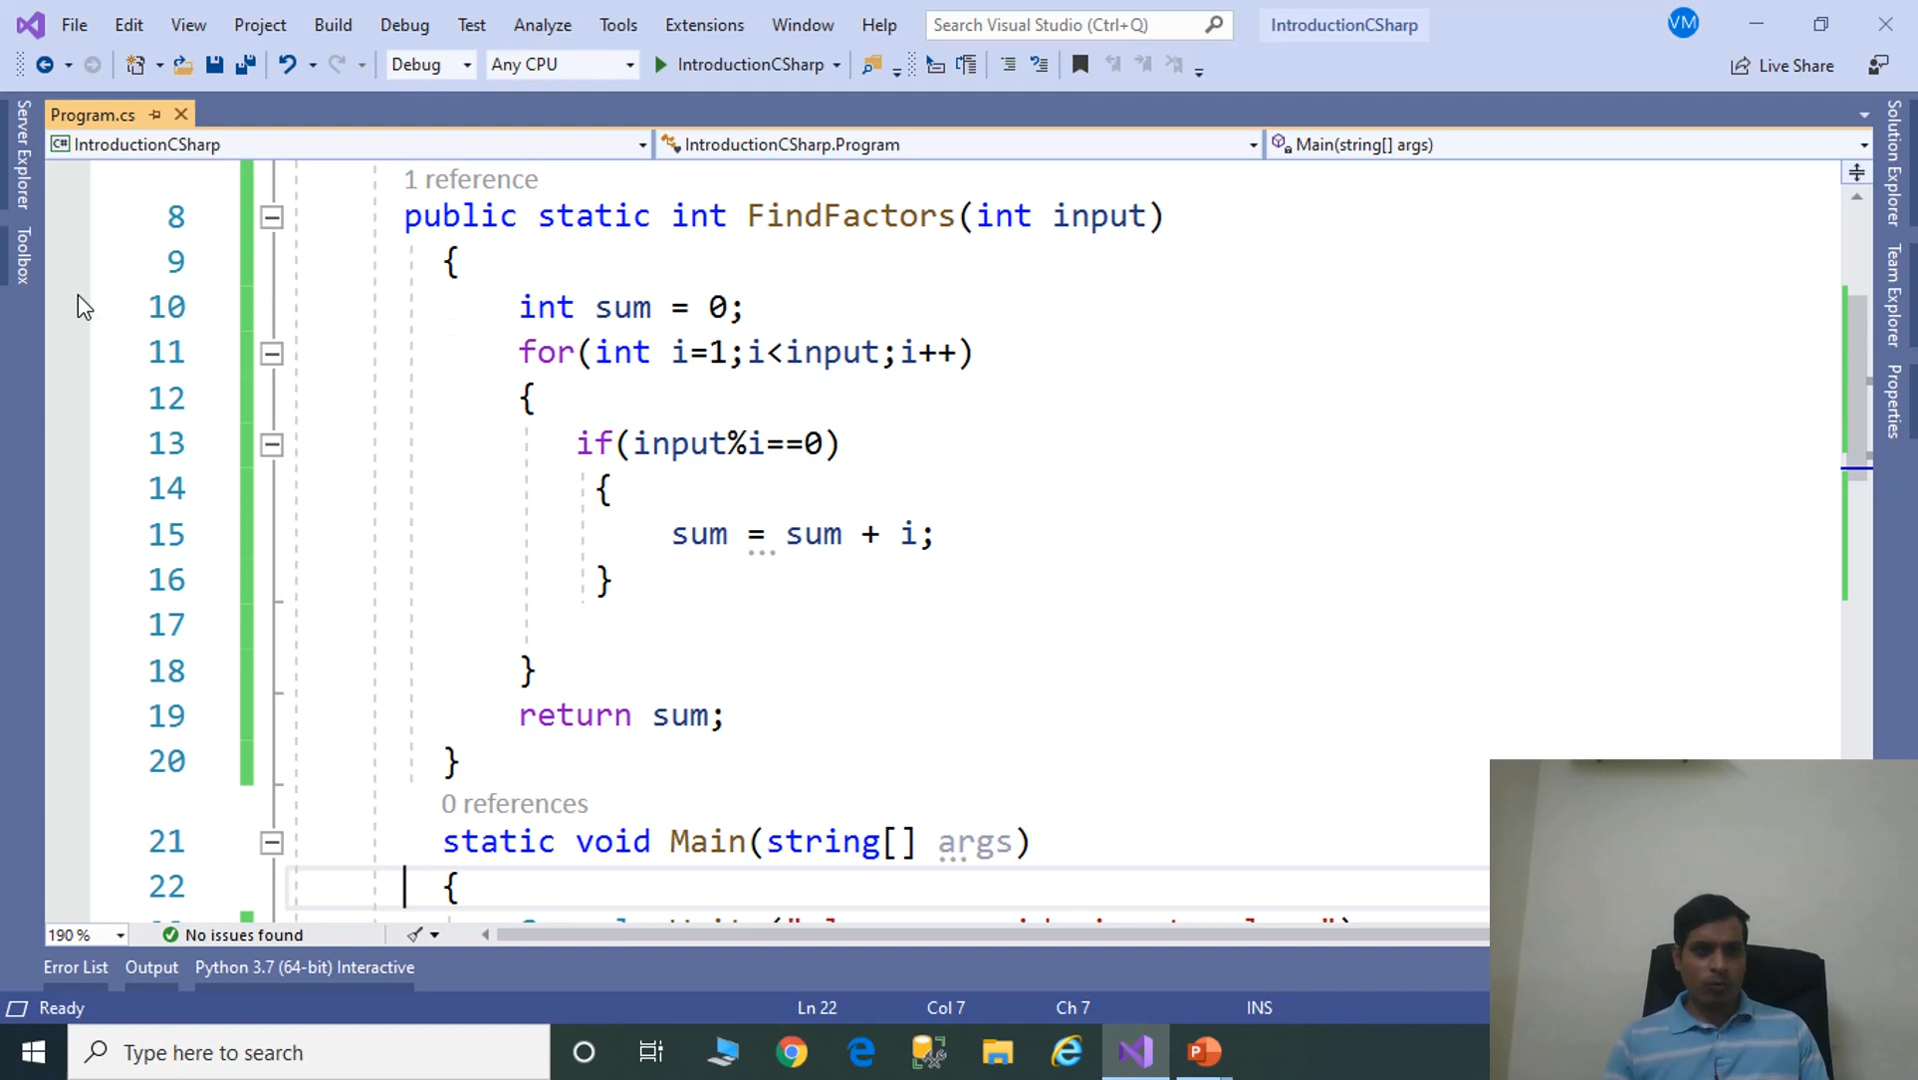 File Edit View Project Build Debug Test Analyze Tools Extensions Window Help Search Visual Studio (Ctrl+Q) IntroductionCSharp VM
Debug Any CPU IntroductionCSharp Live Share
Program.cs
C# IntroductionCSharp IntroductionCSharp.Program Main(string[] args)
Server Explorer
Toolbox
Solution Explorer
Team Explorer
Properties
1 reference
8 public static int FindFactors(int input)
9 {
10 int sum = 0;
11 for(int i=1;i<input;i++)
12 {
13 if(input%i==0)
14 {
15 sum = sum + i;
16 }
17
18 }
19 return sum;
20 }
0 references
21 static void Main(string[] args)
22 {
190 % No issues found
Error List Output Python 3.7 (64-bit) Interactive
Ready Ln 22 Col 7 Ch 7 INS
Type here to search